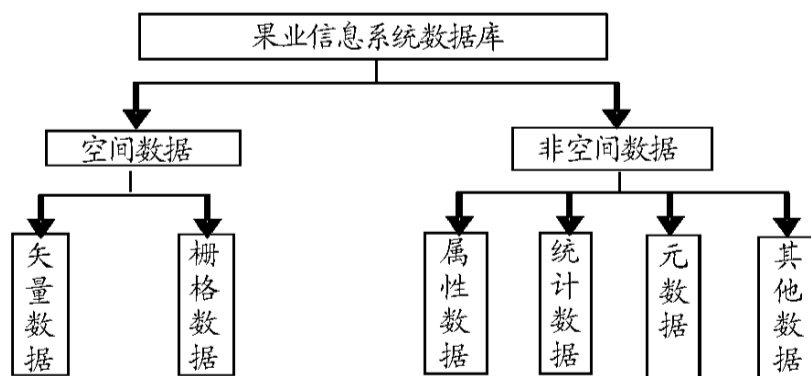 果业信息系统数据库
空间数据
非空间数据
矢量数据
栅格数据
属性数据
统计数据
元数据
其他数据